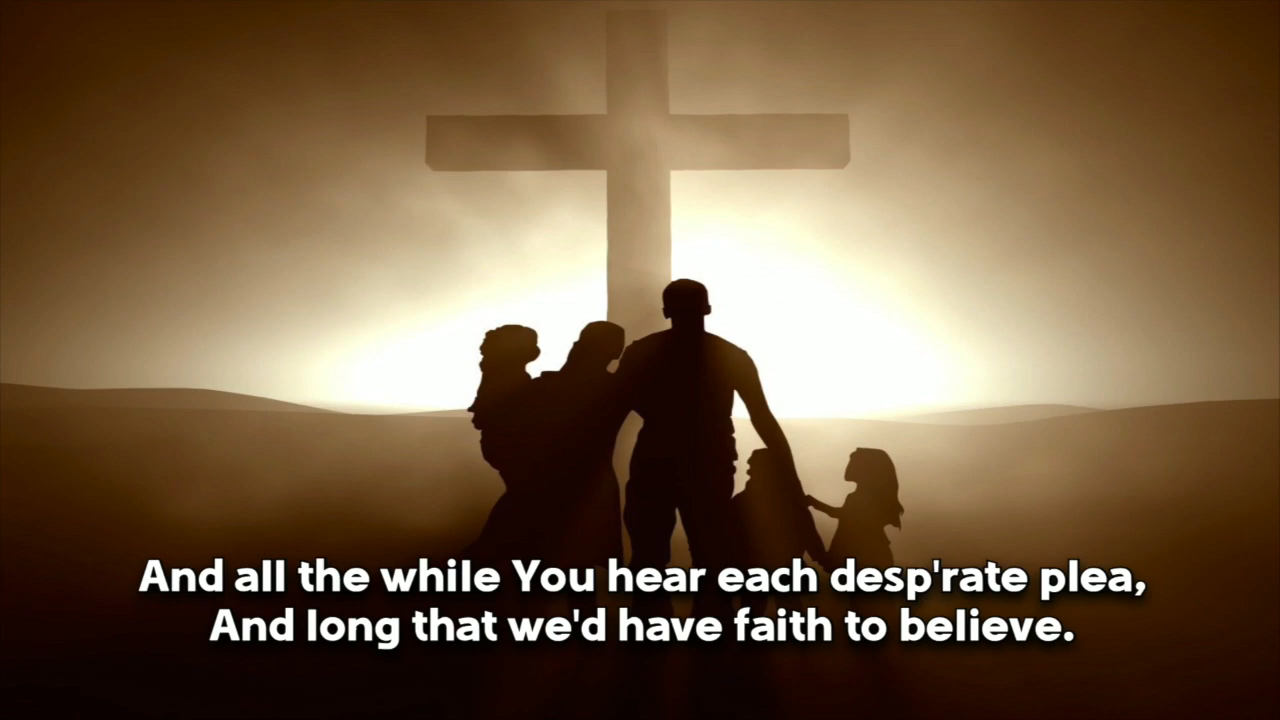 And all the while You hear each desp'rate plea,
And long that we'd have faith to believe.